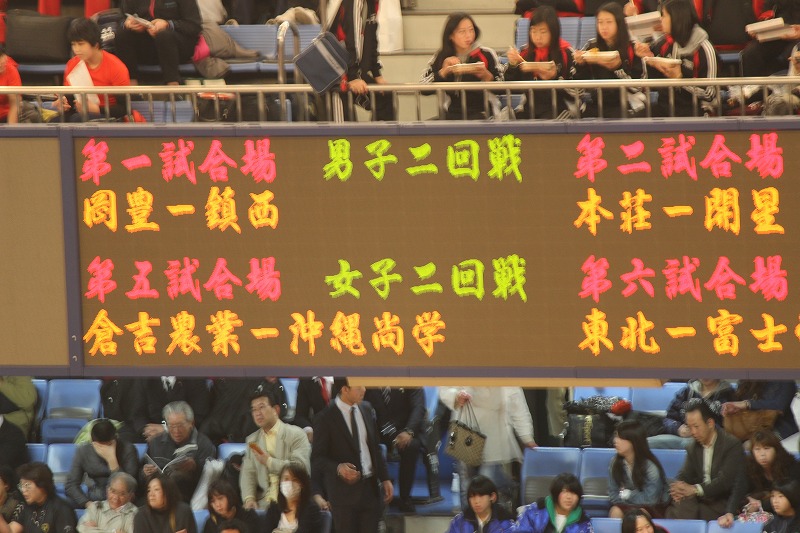 第一試合場 男子二回戦 第二試合場
岡豊一鎮西 本荘一開星
第五試合場 女子二回戦 第六試合場
倉吉農業一沖縄尚学 東北一富士